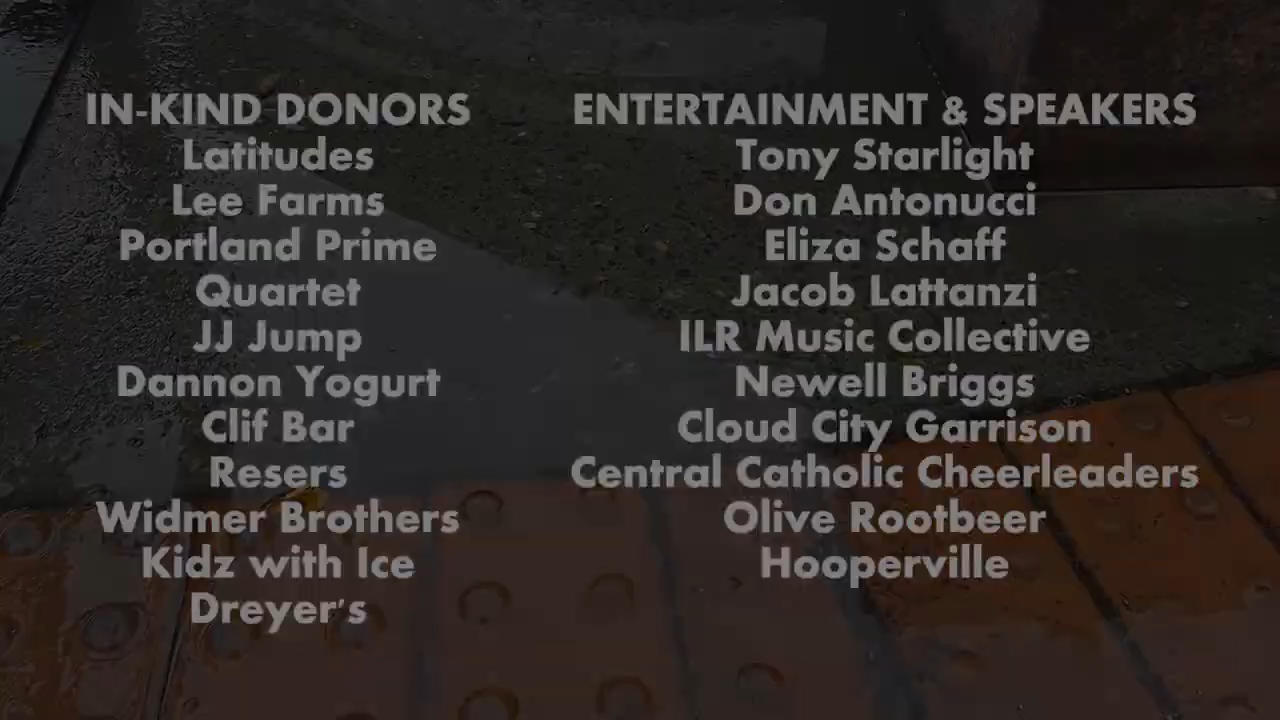 IN-KIND DONORS
Latitudes
Lee Farms
Portland Prime
Quartet
JJ Jump
Dannon Yogurt
Clif Bar
Resers
Widmer Brothers
Kidz with Ice
Dreyer's
ENTERTAINMENT & SPEAKERS
Tony Starlight
Don Antonucci
Eliza Schaff
Jacob Lattanzi
ILR Music Collective
Newell Briggs
Cloud City Garrison
Central Catholic Cheerleaders
Olive Rootbeer
Hooperville